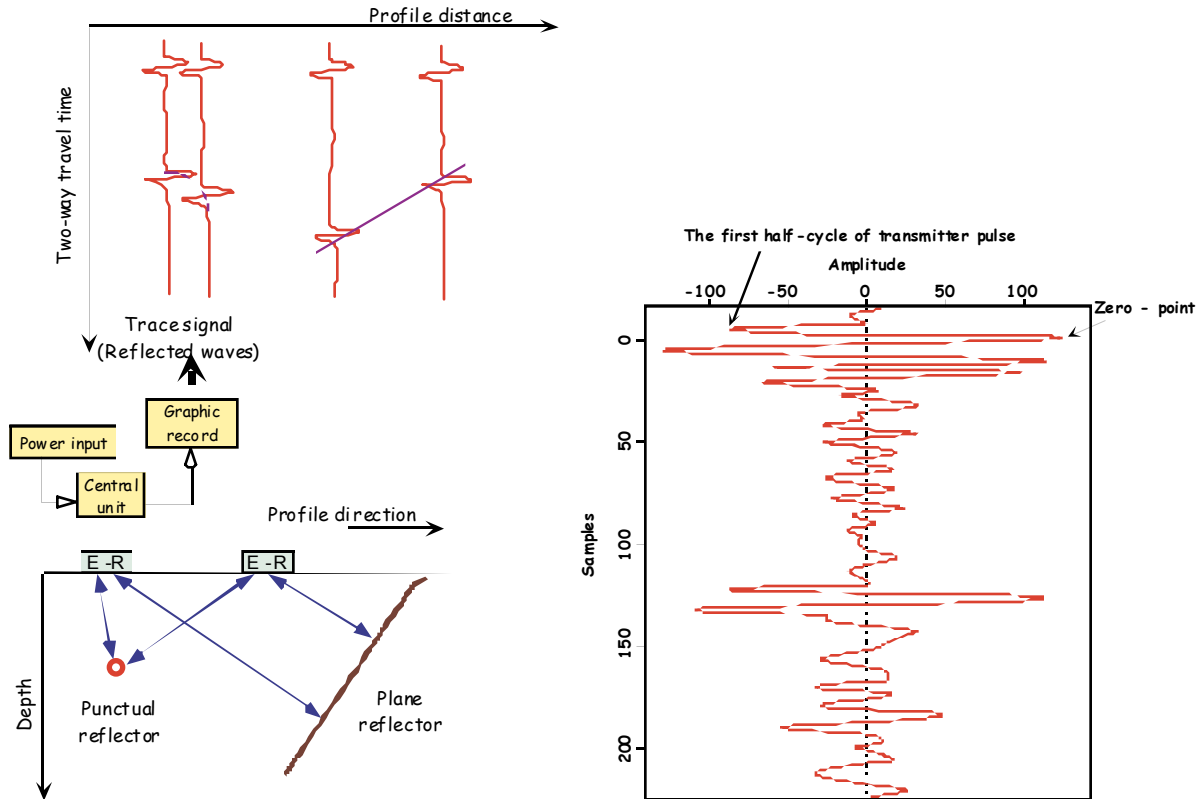 Profile distance
Two-way travel time
Trace signal
(Reflected waves)
Graphic
record
Power input
Central
unit
Profile direction
E -R
E -R
Depth
Punctual
reflector
Plane
reflector
The first half-cycle of transmitter pulse
Amplitude
-100 -50 0 50 100
Zero - point
Samples
0
50
100
150
200